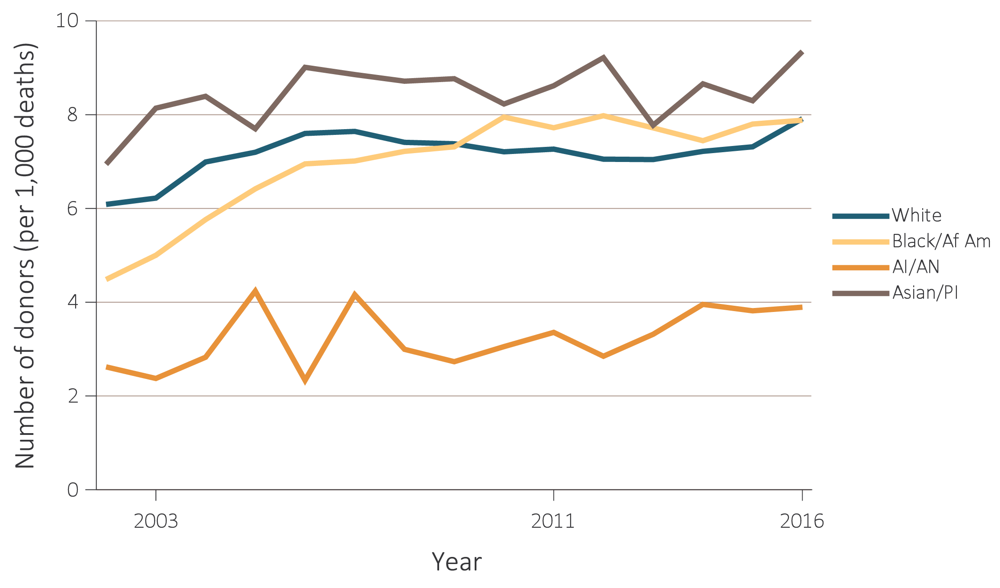 Number of donors (per 1,000 deaths)
10
8
6
4
2
0
2003
2011
2016
Year
White
Black/Af Am
AI/AN
Asian/PI